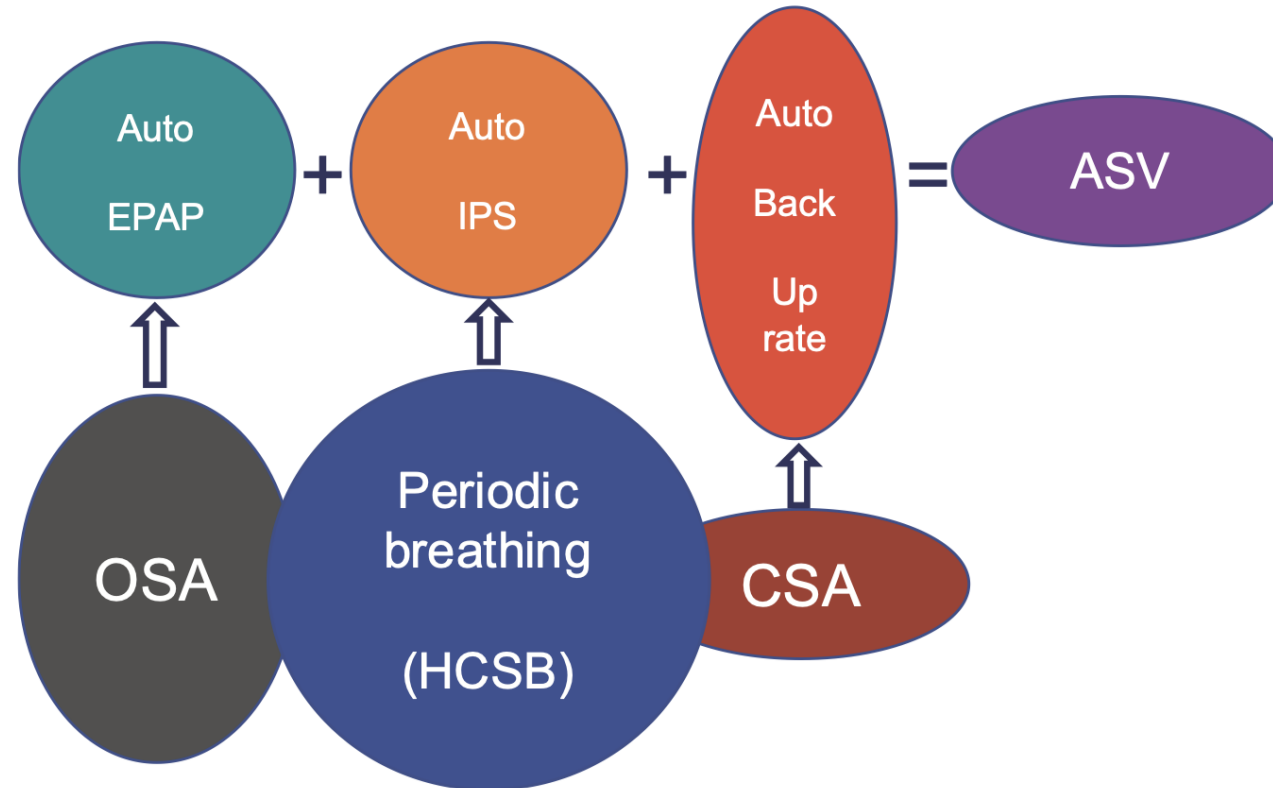 Auto
EPAP
+
Auto
IPS
+
Auto
Back
Up
rate
=
ASV
OSA
Periodic
breathing
(HCSB)
CSA